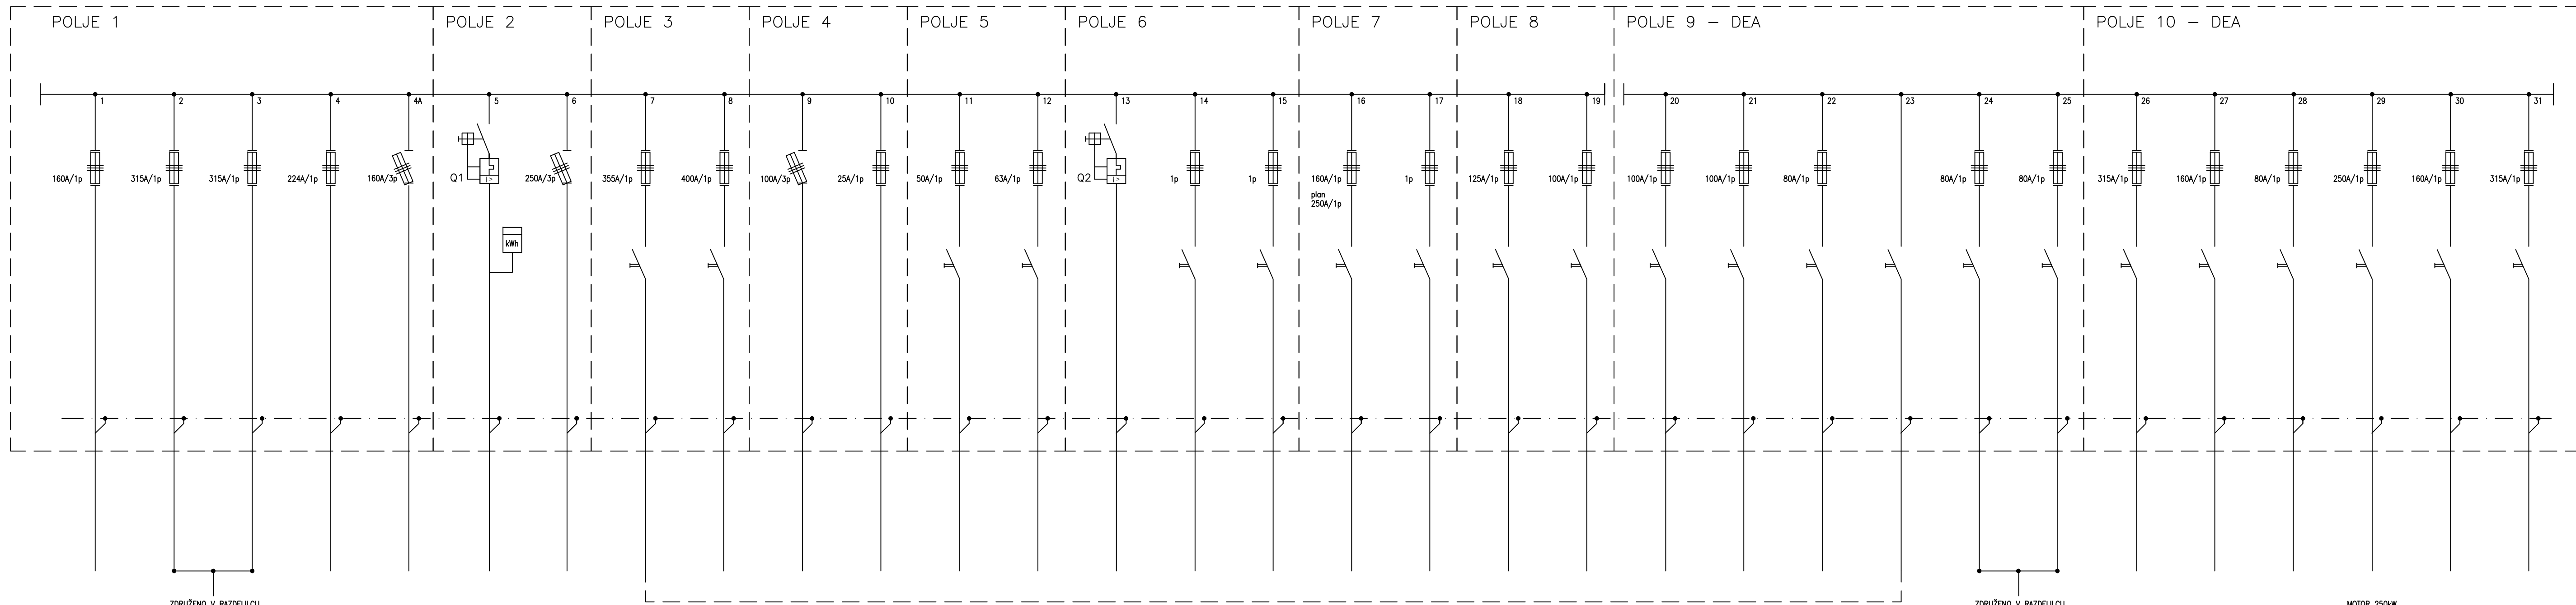 POLJE 1 POLJE 2 POLJE 3 POLJE 4 POLJE 5 POLJE 6 POLJE 7 POLJE 8 POLJE 9 - DEA POLJE 10 - DEA
1 2 3 4 4A 5 6 7 8 9 10 11 12 13 14 15 16 17 18 19 20 21 22 23 24 25 26 27 28 29 30 31
160A/1p 315A/1p 315A/1p 224A/1p 160A/3p Q1 I> 250A/3p 355A/1p 400A/1p 100A/3p 25A/1p 50A/1p 63A/1p Q2 I> 1p 1p 160A/1p 1p 125A/1p 100A/1p 100A/1p 100A/1p 80A/1p 80A/1p 80A/1p 315A/1p 160A/1p 80A/1p 250A/1p 160A/1p 315A/1p
plan
250A/1p
kWh
ZDRUŽENO V RAZDELILCU ZDRUŽENO V RAZDELILCU MOTOR 250kW